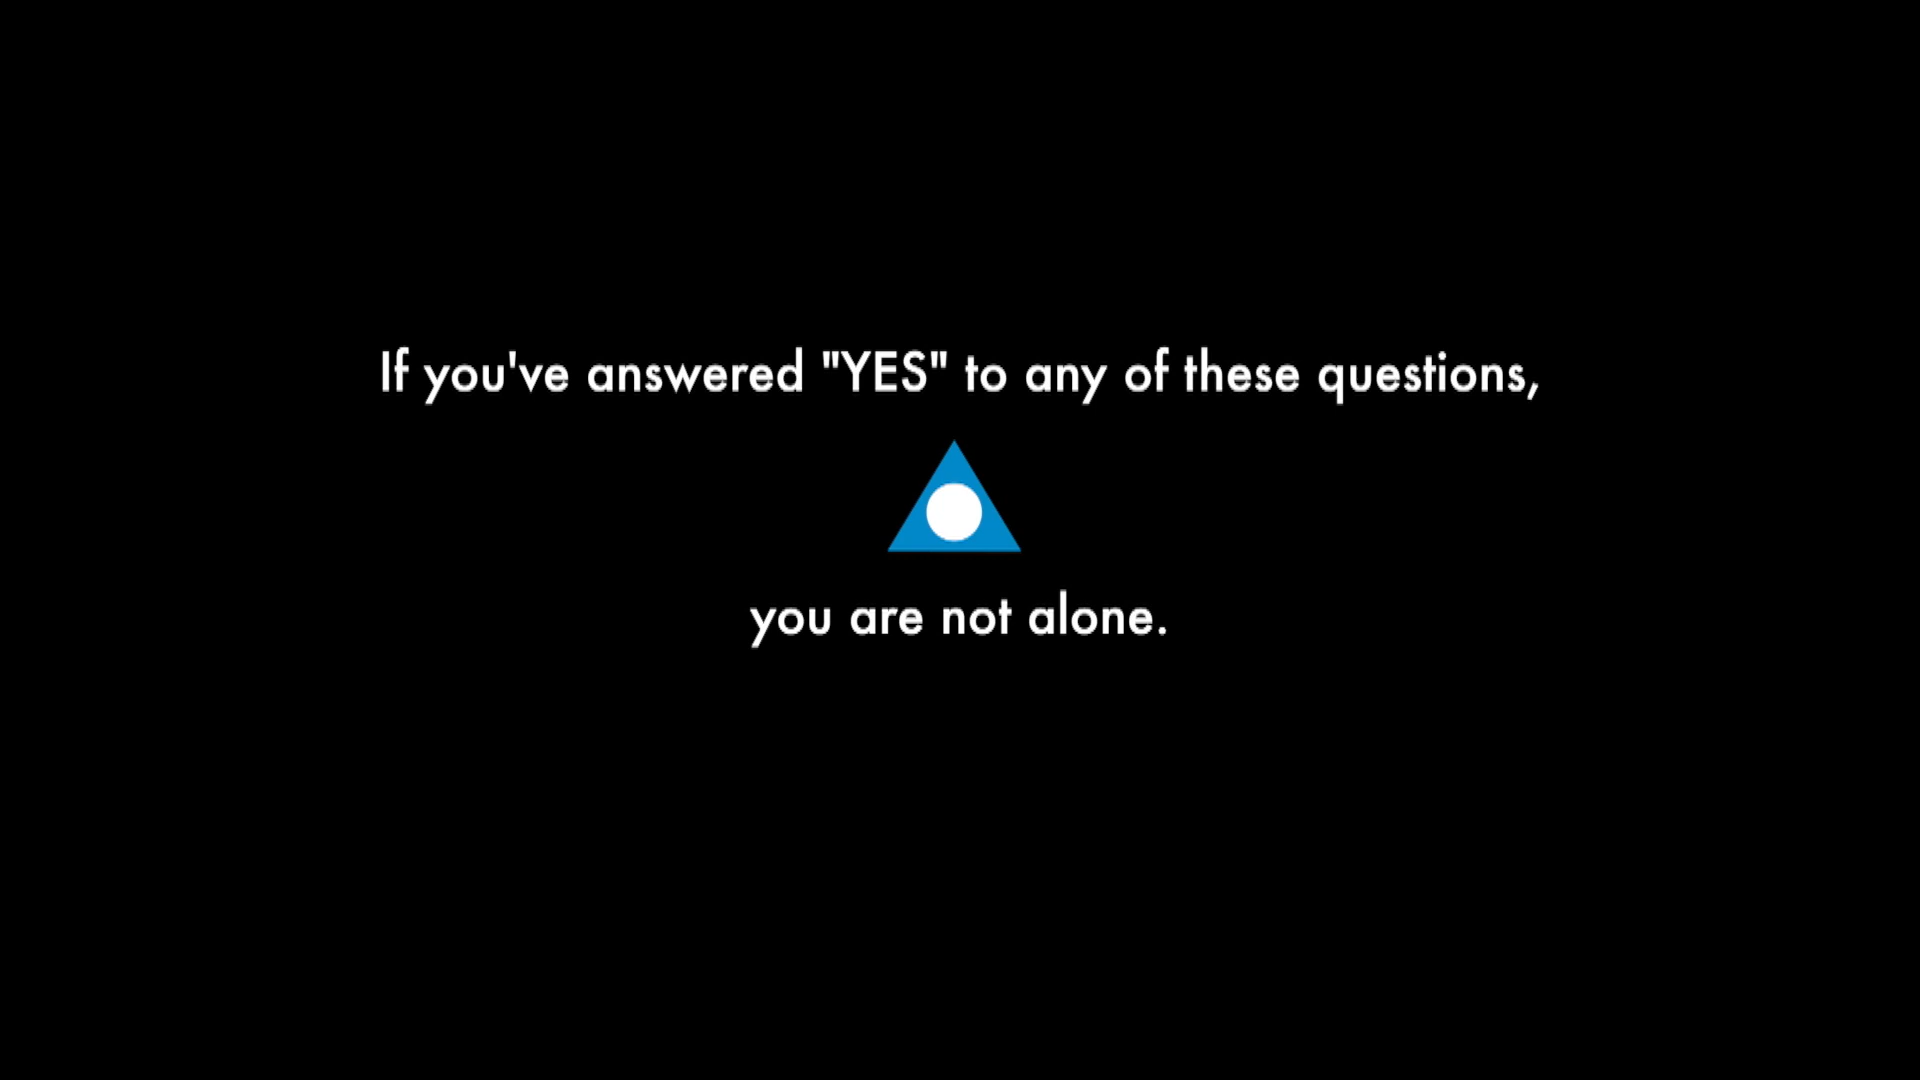 If you've answered "YES" to any of these questions,
you are not alone.